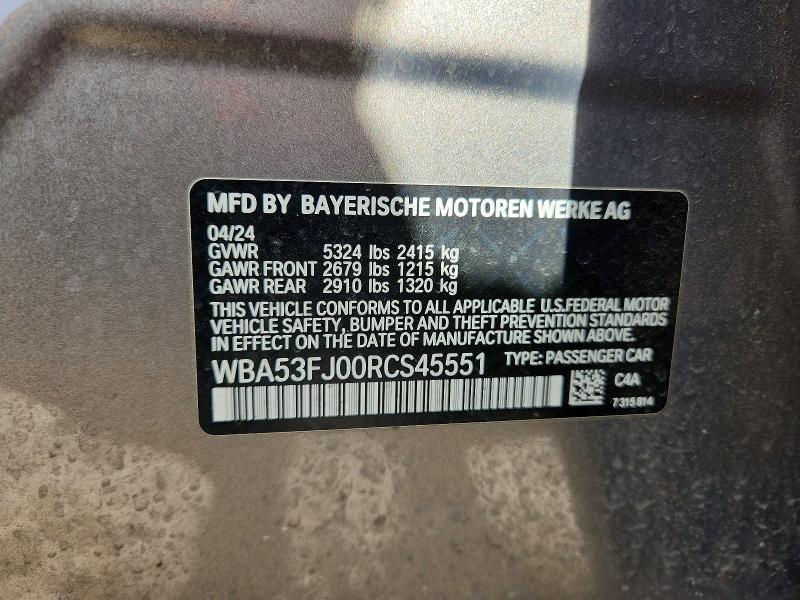 MFD BY BAYERISCHE MOTOREN WERKE AG
04/24
GVWR 5324 lbs 2415 kg
GAWR FRONT 2679 lbs 1215 kg
GAWR REAR 2910 lbs 1320 kg
THIS VEHICLE CONFORMS TO ALL APPLICABLE U.S.FEDERAL MOTOR
VEHICLE SAFETY, BUMPER AND THEFT PREVENTION STANDARDS
IN EFFECT ON THE DATE OF MANUFACTURE SHOWN ABOVE.
WBA53FJ00RCS45551 TYPE: PASSENGER CAR
C4A
7315814